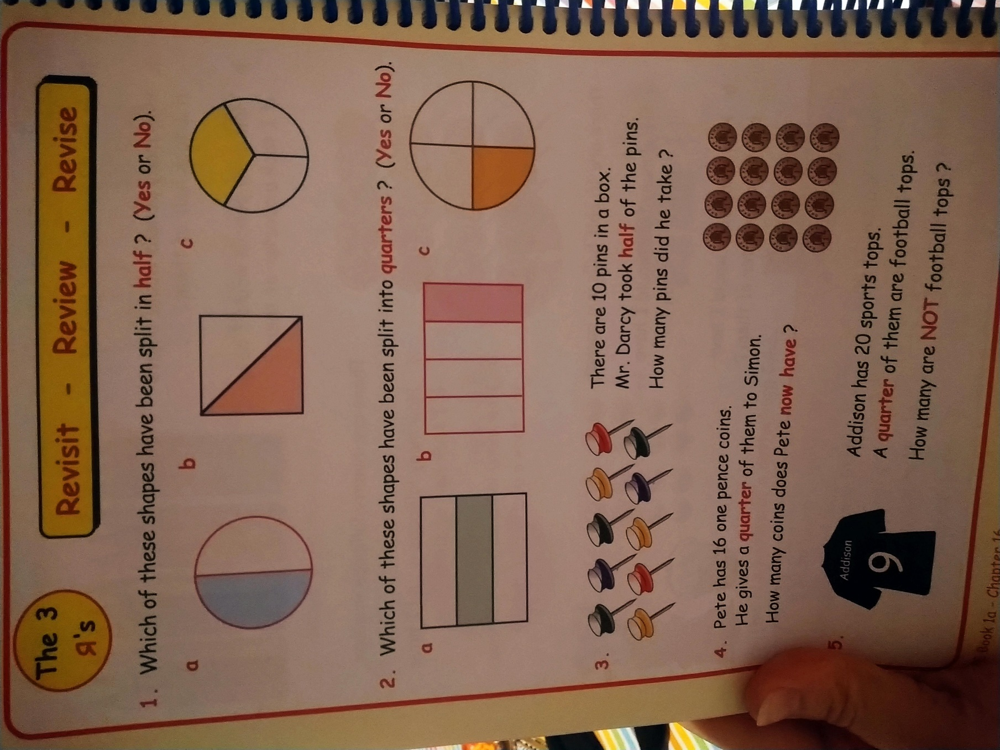 The 3
R's
Revisit - Review - Revise
1. Which of these shapes have been split in half ? (Yes or No).
a b c
2. Which of these shapes have been split into quarters ? (Yes or No).
a b c
3. There are 10 pins in a box.
Mr. Darcy took half of the pins.
How many pins did he take ?
4. Pete has 16 one pence coins.
He gives a quarter of them to Simon.
How many coins does Pete now have ?
5. Addison has 20 sports tops.
A quarter of them are football tops.
How many are NOT football tops ?
Addison
9
Book 1a - Chapter 16